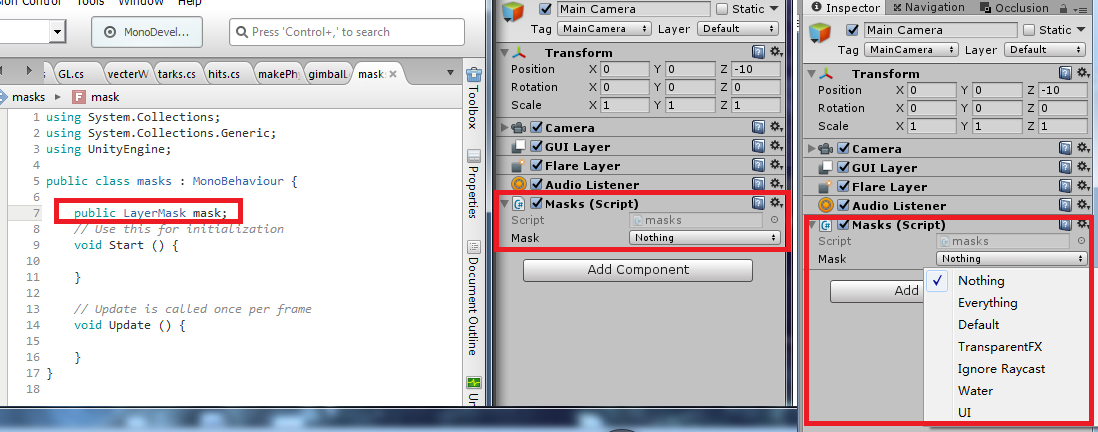 sion Control Tools Window Help
MonoDevel...
Press 'Control+,' to search
GL.cs
vecterW
tarks.cs
hits.cs
makePhy
gimbalL
mask
masks
mask
1 using System.Collections;
2 using System.Collections.Generic;
3 using UnityEngine;
4
5 public class masks : MonoBehaviour {
6
7 public LayerMask mask;
8 // Use this for initialization
9 void Start () {
10
11 }
12
13 // Update is called once per frame
14 void Update () {
15
16 }
17 }
18
Toolbox
Properties
Document Outline
Un
Main Camera Static
Tag MainCamera Layer Default
Transform
Position X 0 Y 0 Z -10
Rotation X 0 Y 0 Z 0
Scale X 1 Y 1 Z 1
Camera
GUI Layer
Flare Layer
Audio Listener
Masks (Script)
Script masks
Mask Nothing
Add Component
Inspector Navigation Occlusion
Main Camera Static
Tag MainCamera Layer Default
Transform
Position X 0 Y 0 Z -10
Rotation X 0 Y 0 Z 0
Scale X 1 Y 1 Z 1
Camera
GUI Layer
Flare Layer
Audio Listener
Masks (Script)
Script masks
Mask Nothing
Add
Nothing
Everything
Default
TransparentFX
Ignore Raycast
Water
UI